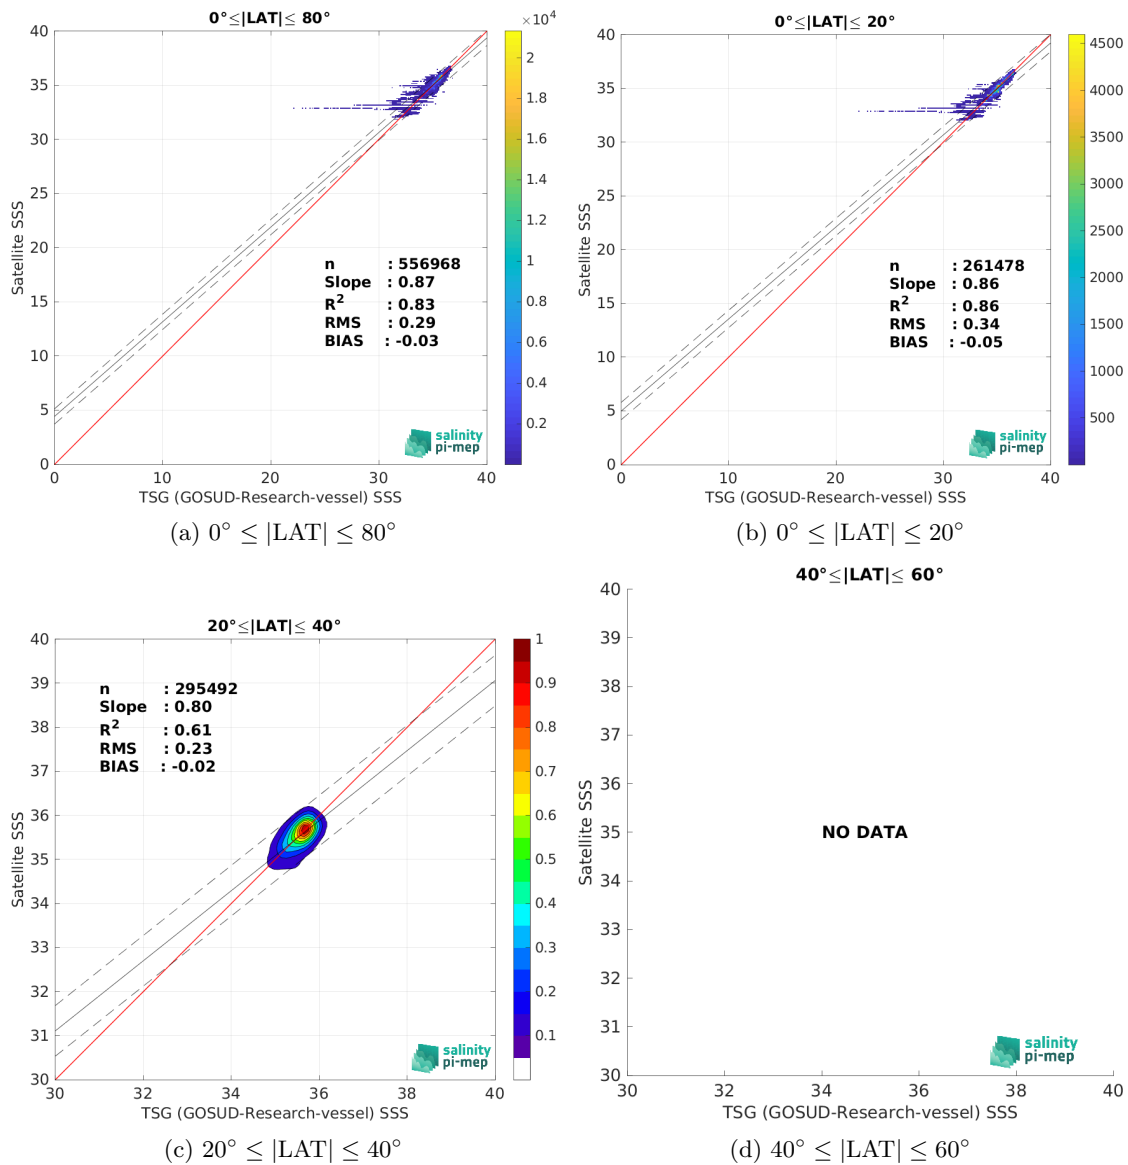 0°≤|LAT|≤ 80°
×10⁴
40
35
30
25
20
15
10
5
0
0
10
20
30
40
2
1.8
1.6
1.4
1.2
1
0.8
0.6
0.4
0.2
Satellite SSS
n : 556968
Slope : 0.87
R² : 0.83
RMS : 0.29
BIAS : -0.03
salinity
pi-mep
TSG (GOSUD-Research-vessel) SSS
(a) 0° ≤ |LAT| ≤ 80°
0°≤|LAT|≤ 20°
40
35
30
25
20
15
10
5
0
0
10
20
30
40
4500
4000
3500
3000
2500
2000
1500
1000
500
Satellite SSS
n : 261478
Slope : 0.86
R² : 0.86
RMS : 0.34
BIAS : -0.05
salinity
pi-mep
TSG (GOSUD-Research-vessel) SSS
(b) 0° ≤ |LAT| ≤ 20°
20°≤|LAT|≤ 40°
40
39
38
37
36
35
34
33
32
31
30
30
32
34
36
38
40
1
0.9
0.8
0.7
0.6
0.5
0.4
0.3
0.2
0.1
Satellite SSS
n : 295492
Slope : 0.80
R² : 0.61
RMS : 0.23
BIAS : -0.02
salinity
pi-mep
TSG (GOSUD-Research-vessel) SSS
(c) 20° ≤ |LAT| ≤ 40°
40°≤|LAT|≤ 60°
40
39
38
37
36
35
34
33
32
31
30
30
32
34
36
38
40
Satellite SSS
NO DATA
salinity
pi-mep
TSG (GOSUD-Research-vessel) SSS
(d) 40° ≤ |LAT| ≤ 60°